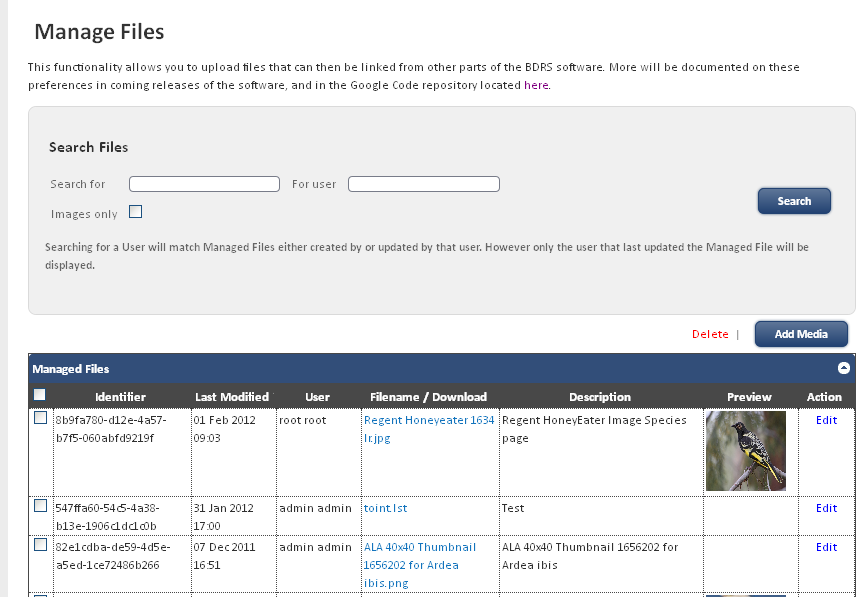 Manage Files
This functionality allows you to upload files that can then be linked from other parts of the BDRS software. More will be documented on these
preferences in coming releases of the software, and in the Google Code repository located here.
Search Files
Search for For user
Images only
Search
Searching for a User will match Managed Files either created by or updated by that user. However only the user that last updated the Managed File will be
displayed.
Delete | Add Media
Managed Files
Identifier Last Modified User Filename / Download Description Preview Action
8b9fa780-d12e-4a57- 01 Feb 2012 root root Regent Honeyeater 1634 Regent HoneyEater Image Species Edit
b7f5-060abfd9219f 09:03 lr.jpg page
547ffa60-54c5-4a38- 31 Jan 2012 admin admin toint.lst Test Edit
b13e-1906c1dc1c0b 17:00
82e1cdba-de59-4d5e- 07 Dec 2011 admin admin ALA 40x40 Thumbnail ALA 40x40 Thumbnail 1656202 for Edit
a5ed-1ce72486b266 16:51 1656202 for Ardea Ardea ibis
ibis.png